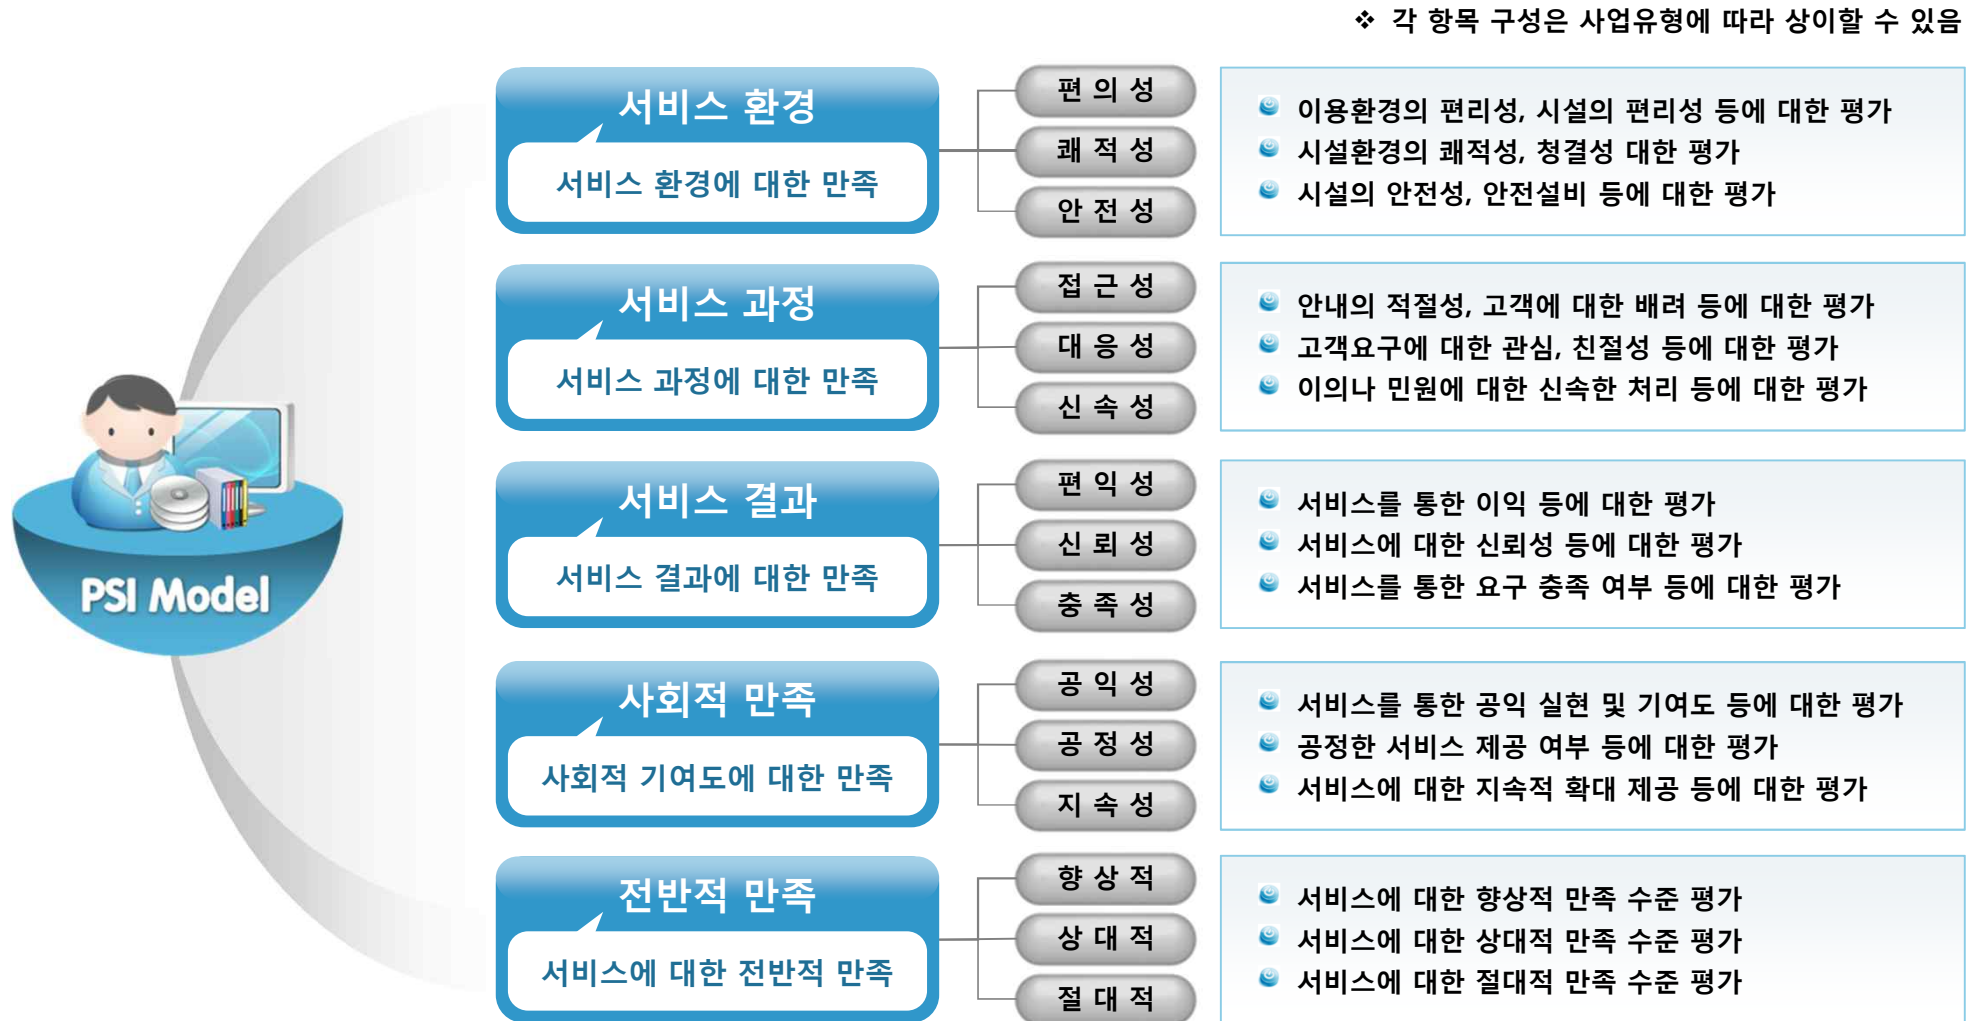 ❖ 각 항목 구성은 사업유형에 따라 상이할 수 있음
PSI Model
서비스 환경
서비스 환경에 대한 만족
편 의 성
쾌 적 성
안 전 성
이용환경의 편리성, 시설의 편리성 등에 대한 평가
시설환경의 쾌적성, 청결성 대한 평가
시설의 안전성, 안전설비 등에 대한 평가
서비스 과정
서비스 과정에 대한 만족
접 근 성
대 응 성
신 속 성
안내의 적절성, 고객에 대한 배려 등에 대한 평가
고객요구에 대한 관심, 친절성 등에 대한 평가
이의나 민원에 대한 신속한 처리 등에 대한 평가
서비스 결과
서비스 결과에 대한 만족
편 익 성
신 뢰 성
충 족 성
서비스를 통한 이익 등에 대한 평가
서비스에 대한 신뢰성 등에 대한 평가
서비스를 통한 요구 충족 여부 등에 대한 평가
사회적 만족
사회적 기여도에 대한 만족
공 익 성
공 정 성
지 속 성
서비스를 통한 공익 실현 및 기여도 등에 대한 평가
공정한 서비스 제공 여부 등에 대한 평가
서비스에 대한 지속적 확대 제공 등에 대한 평가
전반적 만족
서비스에 대한 전반적 만족
향 상 적
상 대 적
절 대 적
서비스에 대한 향상적 만족 수준 평가
서비스에 대한 상대적 만족 수준 평가
서비스에 대한 절대적 만족 수준 평가